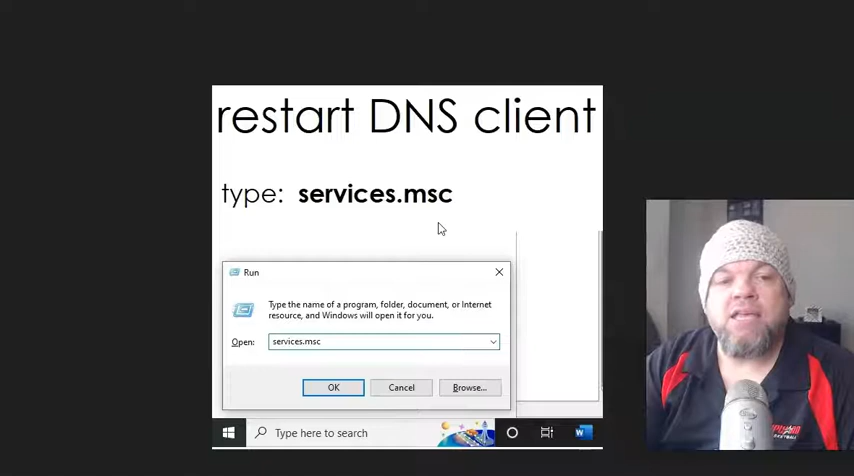 restart DNS client
type: services.msc
Run
Type the name of a program, folder, document, or Internet
resource, and Windows will open it for you.
Open: services.msc
OK Cancel Browse...
Type here to search